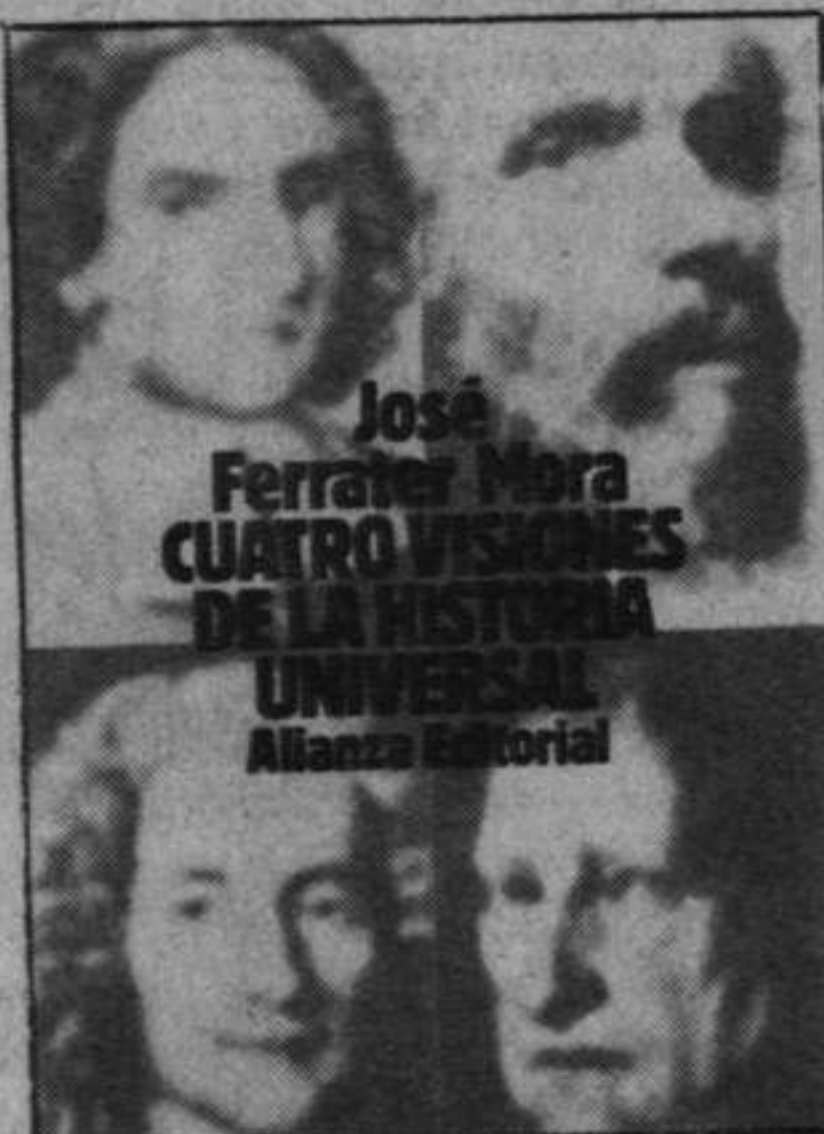 José
Ferrater Mora
CUATRO VISIONES
DE LA HISTORIA
UNIVERSAL
Alianza Editorial